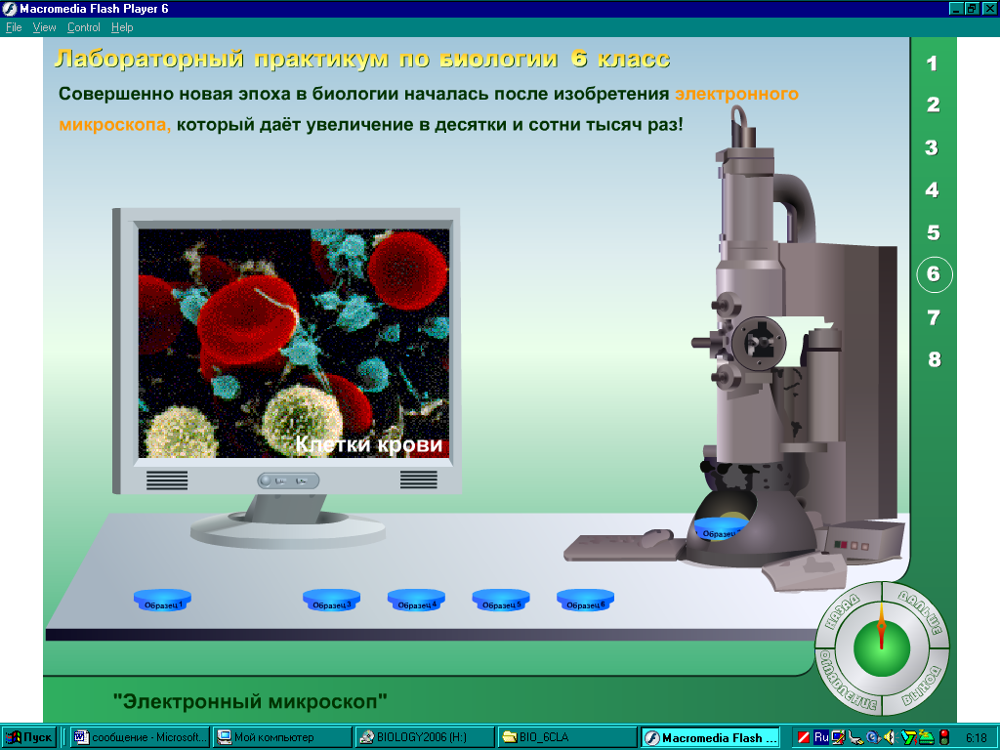 Macromedia Flash Player 6
File View Control Help
Лабораторный практикум по биологии 6 класс
Совершенно новая эпоха в биологии началась после изобретения электронного
микроскопа, который даёт увеличение в десятки и сотни тысяч раз!
1
2
3
4
5
6
7
8
Клетки крови
Образец
Образец 1
Образец 3
Образец 4
Образец 5
Образец 6
НАЗАД
ДАЛЬШЕ
ОГЛАВЛЕНИЕ
ВЫХОД
"Электронный микроскоп"
Пуск
сообщение - Microsoft...
Мой компьютер
BIOLOGY2006 (H:)
BIO_6CLA
Macromedia Flash ...
Ru
6:18